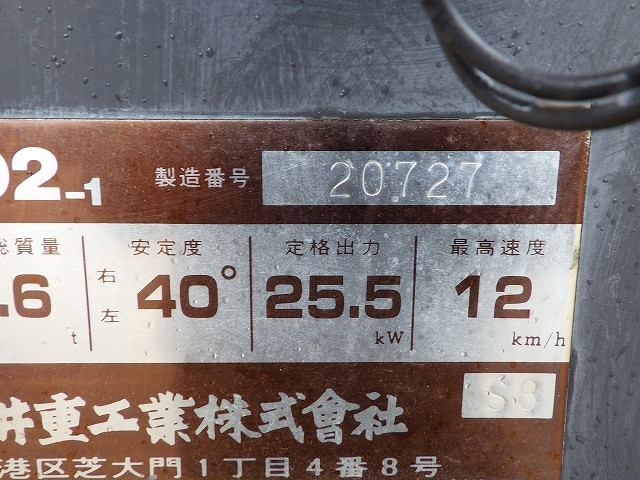 02-1 製造番号 20727
総質量 安定度 定格出力 最高速度
.6 t 右左 40° 25.5 kW 12 km/h
井重工業株式會社 S8
港区芝大門1丁目4番8号